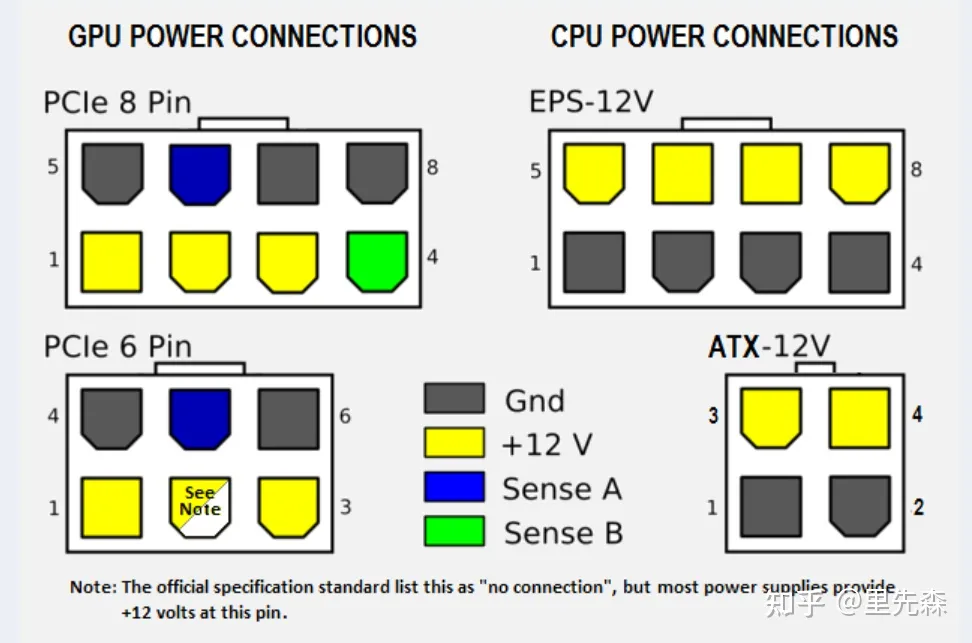 GPU POWER CONNECTIONS
CPU POWER CONNECTIONS
PCIe 8 Pin
EPS-12V
5
8
5
8
1
4
1
4
PCIe 6 Pin
ATX-12V
4
6
Gnd
3
4
+12 V
1
See
Note
3
Sense A
1
2
Sense B
Note: The official specification standard list this as "no connection", but most power supplies provide
+12 volts at this pin.
知乎 @里先森